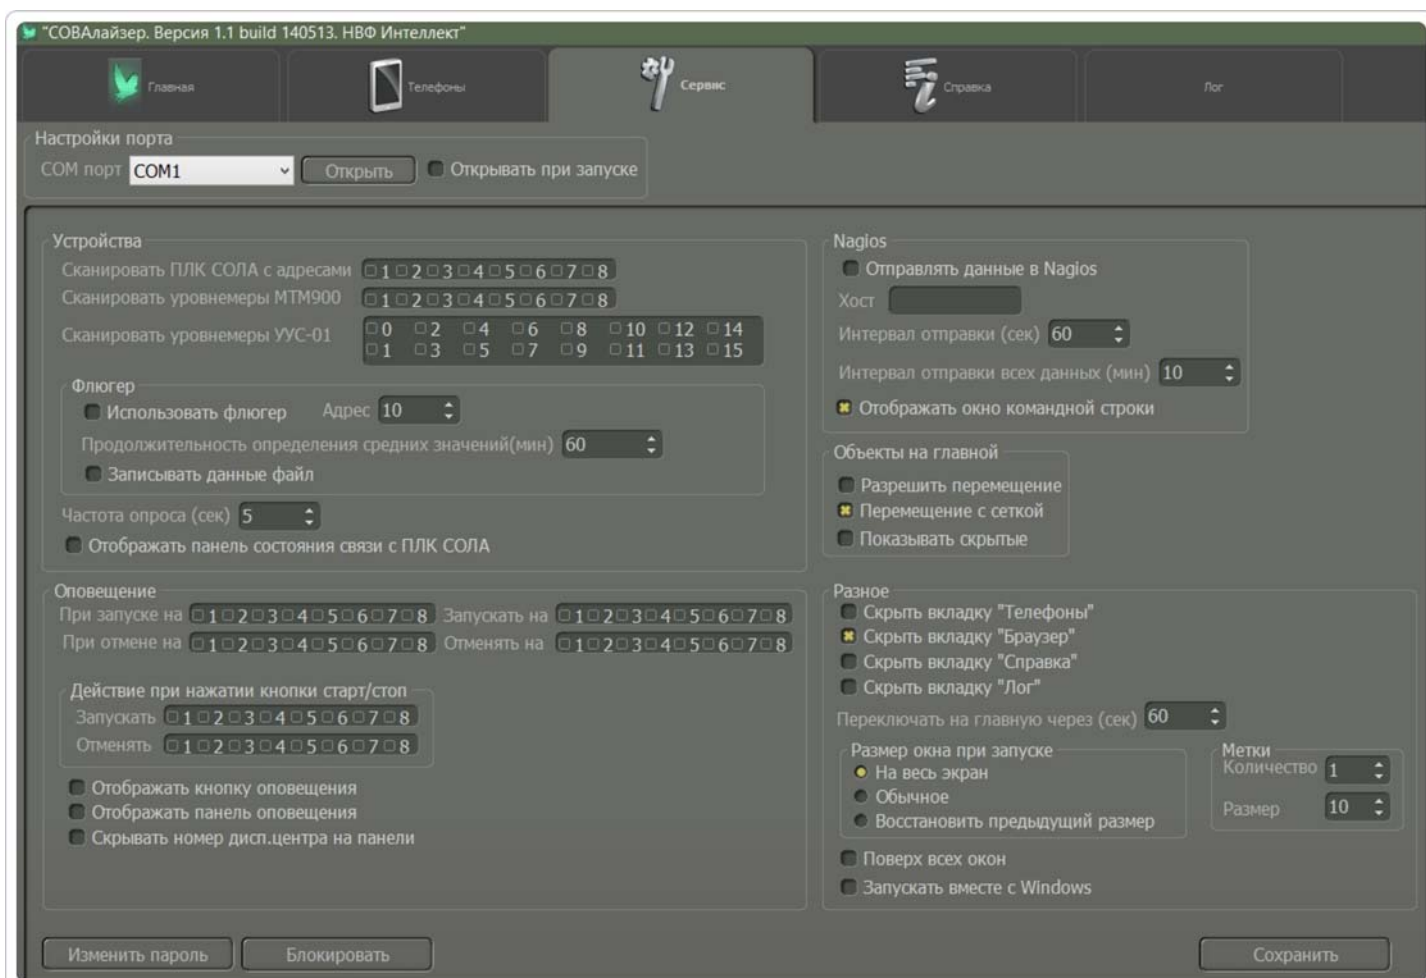 "СОВАлайзер. Версия 1.1 build 140513. НВФ Интеллект"
Главная Телефоны Сервис Справка Лог
Настройки порта
COM порт COM1 Открыть Открывать при запуске
Устройства
Сканировать ПЛК СОЛА с адресами 1 2 3 4 5 6 7 8
Сканировать уровнемеры МТМ900 1 2 3 4 5 6 7 8
Сканировать уровнемеры УУС-01 0 2 4 6 8 10 12 14
1 3 5 7 9 11 13 15
Флюгер
Использовать флюгер Адрес 10
Продолжительность определения средних значений(мин) 60
Записывать данные файл
Частота опроса (сек) 5
Отображать панель состояния связи с ПЛК СОЛА
Nagios
Отправлять данные в Nagios
Хост
Интервал отправки (сек) 60
Интервал отправки всех данных (мин) 10
Отображать окно командной строки
Объекты на главной
Разрешить перемещение
Перемещение с сеткой
Показывать скрытые
Оповещение
При запуске на 1 2 3 4 5 6 7 8 Запускать на 1 2 3 4 5 6 7 8
При отмене на 1 2 3 4 5 6 7 8 Отменять на 1 2 3 4 5 6 7 8
Действие при нажатии кнопки старт/стоп
Запускать 1 2 3 4 5 6 7 8
Отменять 1 2 3 4 5 6 7 8
Отображать кнопку оповещения
Отображать панель оповещения
Скрывать номер дисп.центра на панели
Разное
Скрыть вкладку "Телефоны"
Скрыть вкладку "Браузер"
Скрыть вкладку "Справка"
Скрыть вкладку "Лог"
Переключать на главную через (сек) 60
Размер окна при запуске
На весь экран
Обычное
Восстановить предыдущий размер
Метки
Количество 1
Размер 10
Поверх всех окон
Запускать вместе с Windows
Изменить пароль Блокировать Сохранить